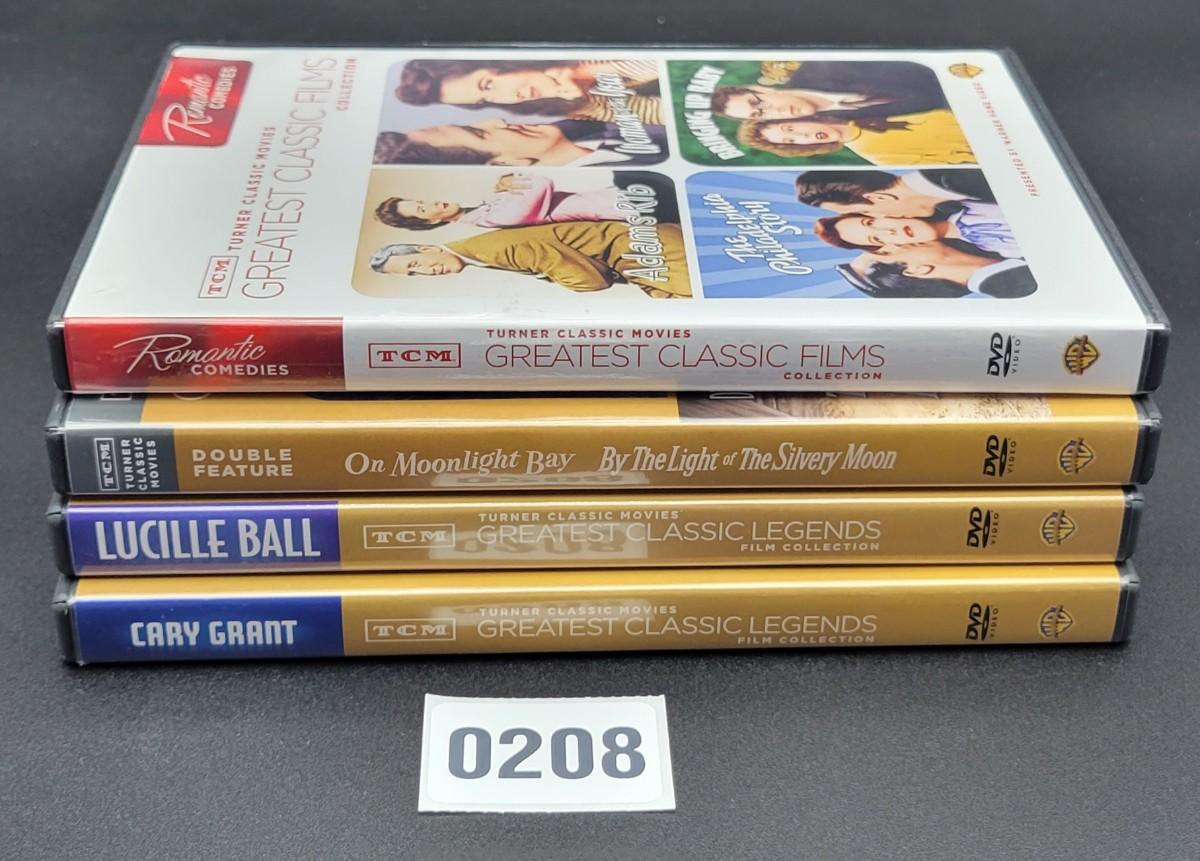 Romantic
COMEDIES
TCM TURNER CLASSIC MOVIES
GREATEST CLASSIC FILMS
COLLECTION
Woman of the Year
BRINGING UP BABY
Adam's Rib
The
Philadelphia
Story
PRESENTED BY WARNER HOME VIDEO
Romantic
COMEDIES
TCM
TURNER CLASSIC MOVIES
GREATEST CLASSIC FILMS
COLLECTION
DVD
VIDEO
TCM
TURNER
CLASSIC
MOVIES
DOUBLE
FEATURE
On Moonlight Bay
By The Light of The Silvery Moon
DVD
VIDEO
LUCILLE BALL
TCM
TURNER CLASSIC MOVIES
GREATEST CLASSIC LEGENDS
FILM COLLECTION
DVD
VIDEO
CARY GRANT
TCM
TURNER CLASSIC MOVIES
GREATEST CLASSIC LEGENDS
FILM COLLECTION
DVD
VIDEO
0208